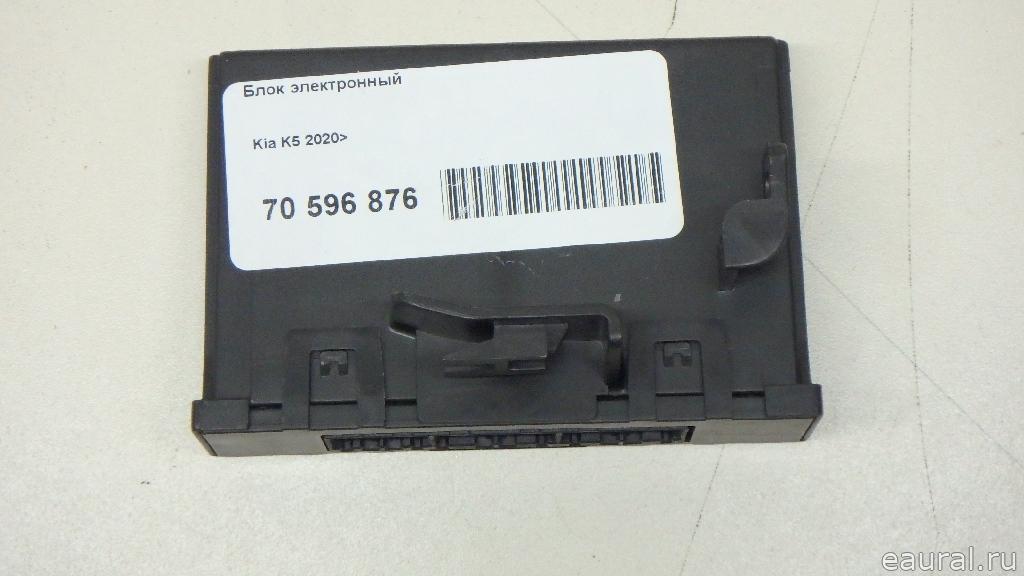 Блок электронный
Kia K5 2020>
70 596 876
eaural.ru